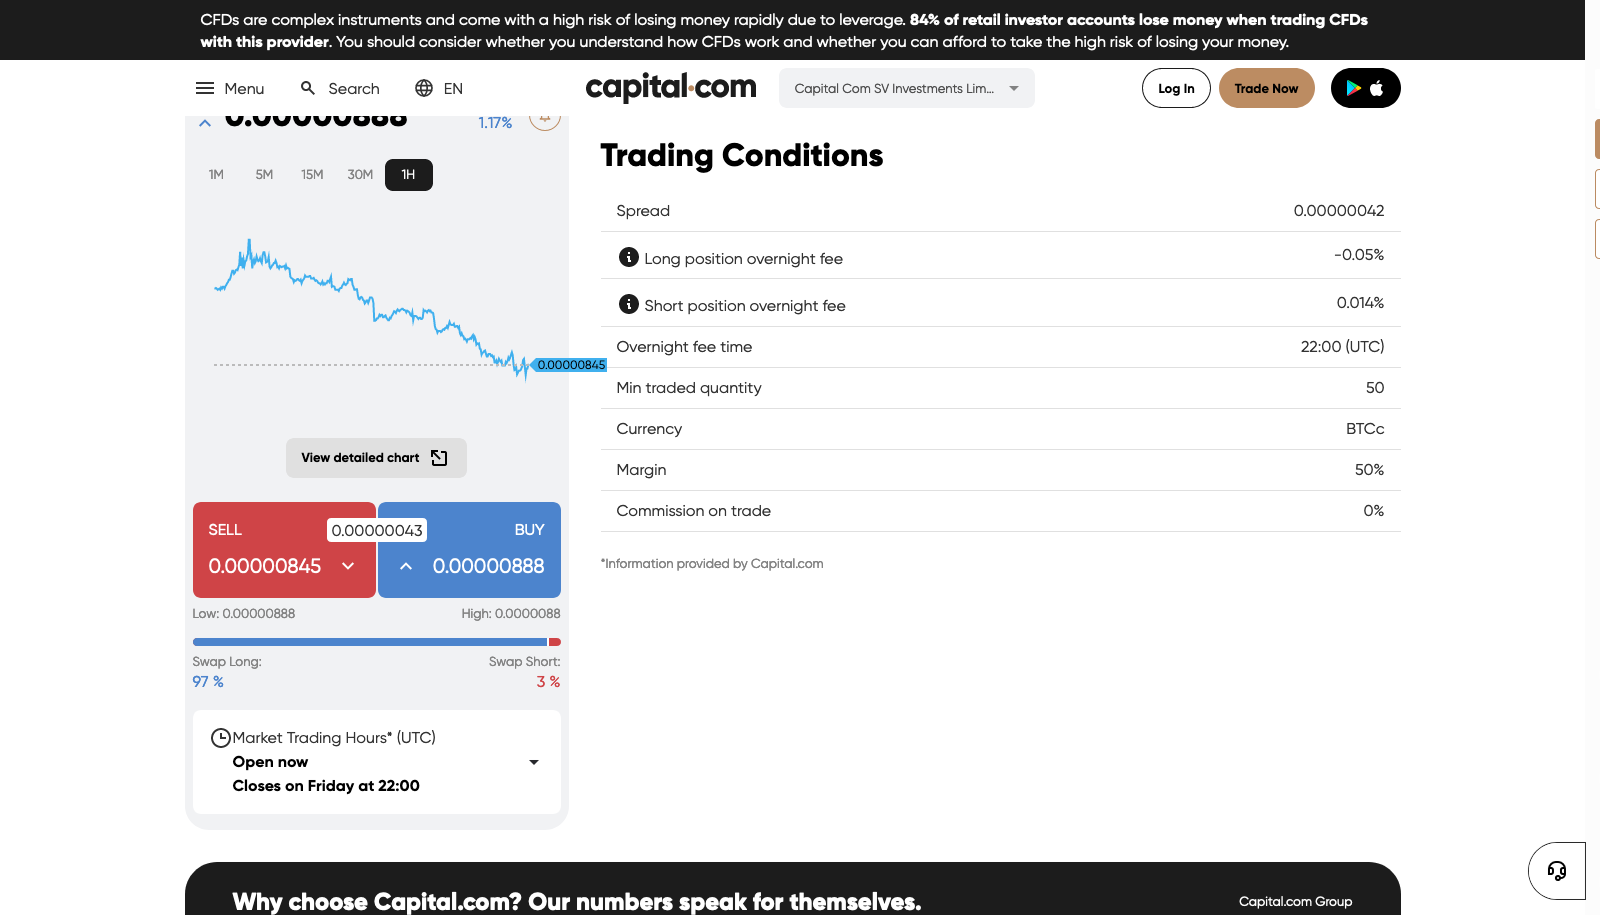 CFDs are complex instruments and come with a high risk of losing money rapidly due to leverage. 84% of retail investor accounts lose money when trading CFDs
with this provider. You should consider whether you understand how CFDs work and whether you can afford to take the high risk of losing your money.
Menu
Search
EN
capital.com
Capital Com SV Investments Lim...
Log In
Trade Now
0.00000888
1.17%
1M
5M
15M
30M
1H
0.00000845
View detailed chart
SELL
0.00000043
BUY
0.00000845
0.00000888
Low: 0.00000888
High: 0.0000088
Swap Long:
Swap Short:
97 %
3 %
Market Trading Hours* (UTC)
Open now
Closes on Friday at 22:00
Trading Conditions
Spread
0.00000042
Long position overnight fee
-0.05%
Short position overnight fee
0.014%
Overnight fee time
22:00 (UTC)
Min traded quantity
50
Currency
BTCc
Margin
50%
Commission on trade
0%
*Information provided by Capital.com
Why choose Capital.com? Our numbers speak for themselves.
Capital.com Group